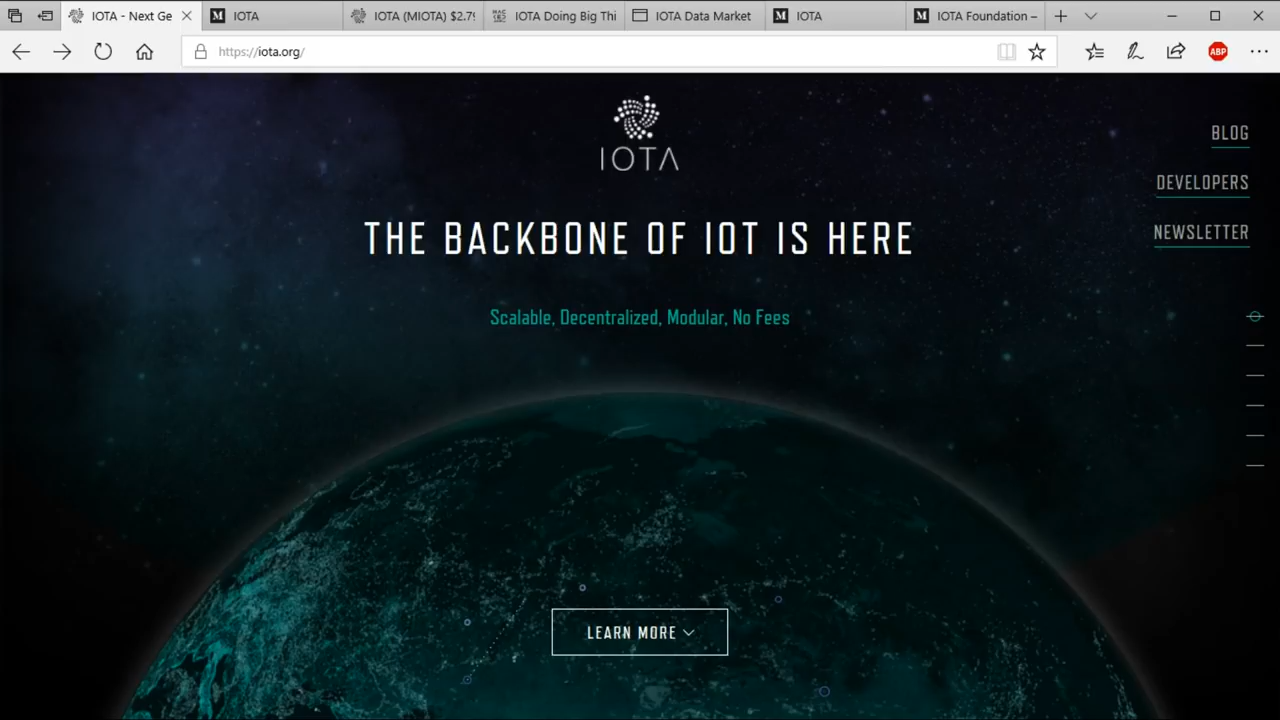 IOTA - Next Ge
IOTA
IOTA (MIOTA) $2.79
IOTA Doing Big Thi
IOTA Data Market
IOTA
IOTA Foundation –
https://iota.org/
ABP
IOTA
BLOG
DEVELOPERS
NEWSLETTER
THE BACKBONE OF IOT IS HERE
Scalable, Decentralized, Modular, No Fees
LEARN MORE